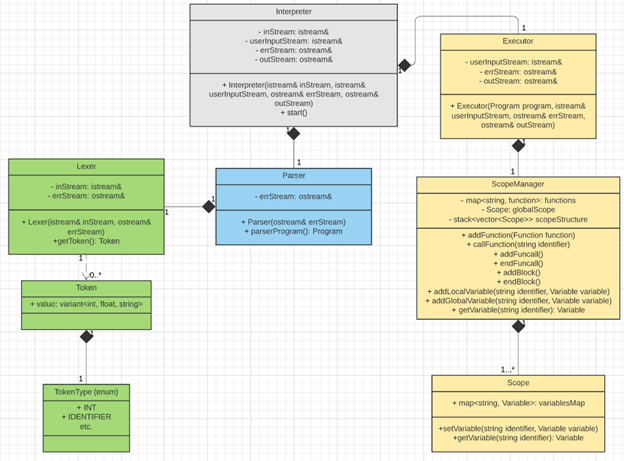 Interpreter
- inStream: istream&
- userInputStream: istream&
- errStream: ostream&
- outStream: ostream&
+ Interpreter(istream& inStream, istream&
userInputStream, ostream& errStream, ostream&
outStream)
+ start()
1
1
1
Executor
- userInputStream: istream&
- errStream: ostream&
- outStream: ostream&
+ Executor(Program program, istream&
userInputStream, ostream& errStream,
ostream& outStream)
1
1
Lexer
- inStream: istream&
- errStream: ostream&
+ Lexer(istream& inStream, ostream&
errStream)
+getToken(): Token
1
1
1
Parser
- errStream: ostream&
+ Parser(ostream& errStream)
+ parserProgram(): Program
1
ScopeManager
- map<string, function>: functions
- Scope: globalScope
- stack<vector<Scope>> scopeStructure
+ addFunction(Function function)
+ callFunction(string identifier)
+ addFuncall()
+ endFuncall()
+ addBlock()
+ endBlock()
+ addLocalVariable(string identifier, Variable variable)
+ addGlobalVariable(string identifier, Variable variable)
+ getVariable(string identifier): Variable
1
0..*
Token
+ value: variant<int, float, string>
1
1
TokenType (enum)
+ INT
+ IDENTIFIER
etc.
1...*
Scope
+ map<string, Variable>: variablesMap
+setVariable(string identifier, Variable variable)
+getVariable(string identifier): Variable